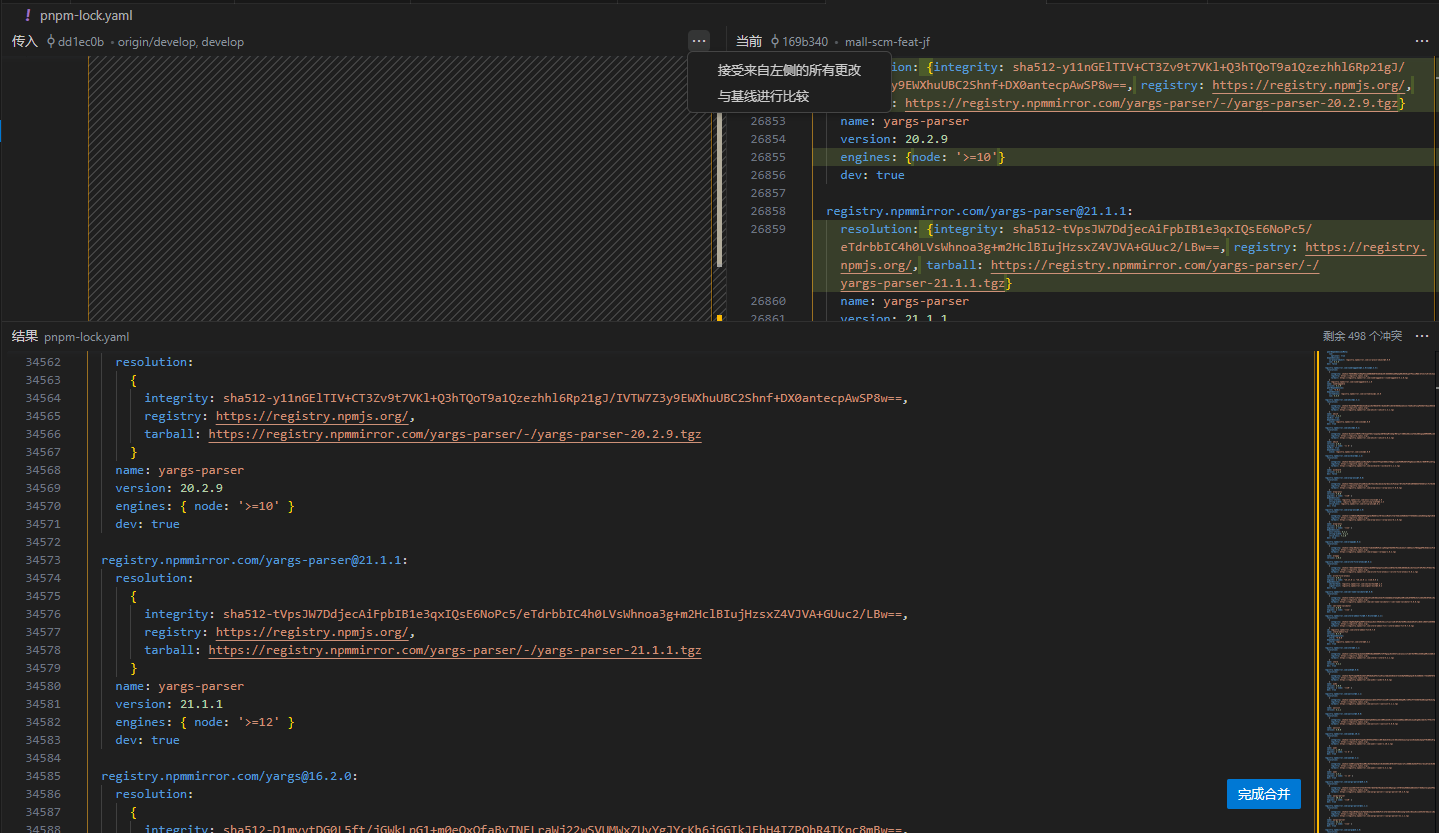 ! pnpm-lock.yaml
传入 dd1ec0b • origin/develop, develop ···
当前 169b340 • mall-scm-feat-jf ···
接受来自左侧的所有更改
与基线进行比较
ion: {integrity: sha512-y11nGElTIV+CT3Zv9t7VKl+Q3hTQoT9a1Qzezhhl6Rp21gJ/
y9EWXhuUBC2Shnf+DX0antecpAwSP8w==, registry: https://registry.npmjs.org/,
: https://registry.npmmirror.com/yargs-parser/-/yargs-parser-20.2.9.tgz}
26853 name: yargs-parser
26854 version: 20.2.9
26855 engines: {node: '>=10'}
26856 dev: true
26857
26858 registry.npmmirror.com/yargs-parser@21.1.1:
26859 resolution: {integrity: sha512-tVpsJW7DdjecAiFpbIB1e3qxIQsE6NoPc5/
eTdrbbIC4h0LVsWhnoa3g+m2HclBIujHzsxZ4VJVA+GUuc2/LBw==, registry: https://registry.
npmjs.org/, tarball: https://registry.npmmirror.com/yargs-parser/-/
yargs-parser-21.1.1.tgz}
26860 name: yargs-parser
26861 version: 21.1.1
结果 pnpm-lock.yaml 剩余 498 个冲突 ···
34562 resolution:
34563 {
34564 integrity: sha512-y11nGElTIV+CT3Zv9t7VKl+Q3hTQoT9a1Qzezhhl6Rp21gJ/IVTW7Z3y9EWXhuUBC2Shnf+DX0antecpAwSP8w==,
34565 registry: https://registry.npmjs.org/,
34566 tarball: https://registry.npmmirror.com/yargs-parser/-/yargs-parser-20.2.9.tgz
34567 }
34568 name: yargs-parser
34569 version: 20.2.9
34570 engines: { node: '>=10' }
34571 dev: true
34572
34573 registry.npmmirror.com/yargs-parser@21.1.1:
34574 resolution:
34575 {
34576 integrity: sha512-tVpsJW7DdjecAiFpbIB1e3qxIQsE6NoPc5/eTdrbbIC4h0LVsWhnoa3g+m2HclBIujHzsxZ4VJVA+GUuc2/LBw==,
34577 registry: https://registry.npmjs.org/,
34578 tarball: https://registry.npmmirror.com/yargs-parser/-/yargs-parser-21.1.1.tgz
34579 }
34580 name: yargs-parser
34581 version: 21.1.1
34582 engines: { node: '>=12' }
34583 dev: true
34584
34585 registry.npmmirror.com/yargs@16.2.0:
34586 resolution:
34587 {
34588 integrity:
完成合并